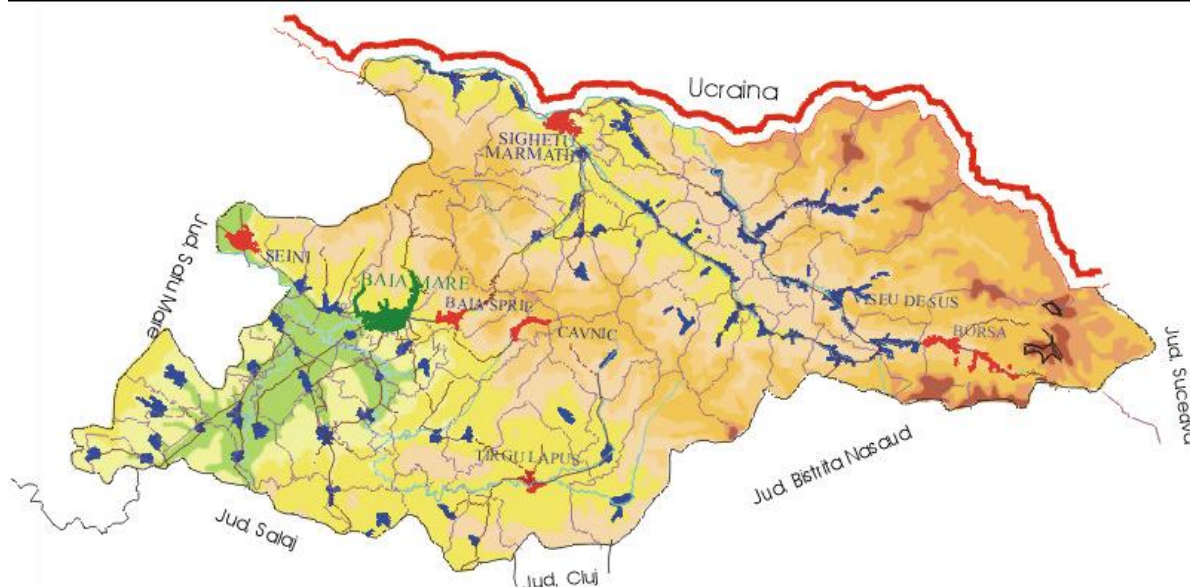 Ucraina
SIGHETU
MARMATIEI
SEINI
Jud. Satu Mare
BAIA MARE
BAIA SPRIE
CAVNIC
VISEU DE SUS
BORSA
Jud. Suceava
TIRGU LAPUS
Jud. Bistrita Nasaud
Jud. Salaj
Jud. Cluj